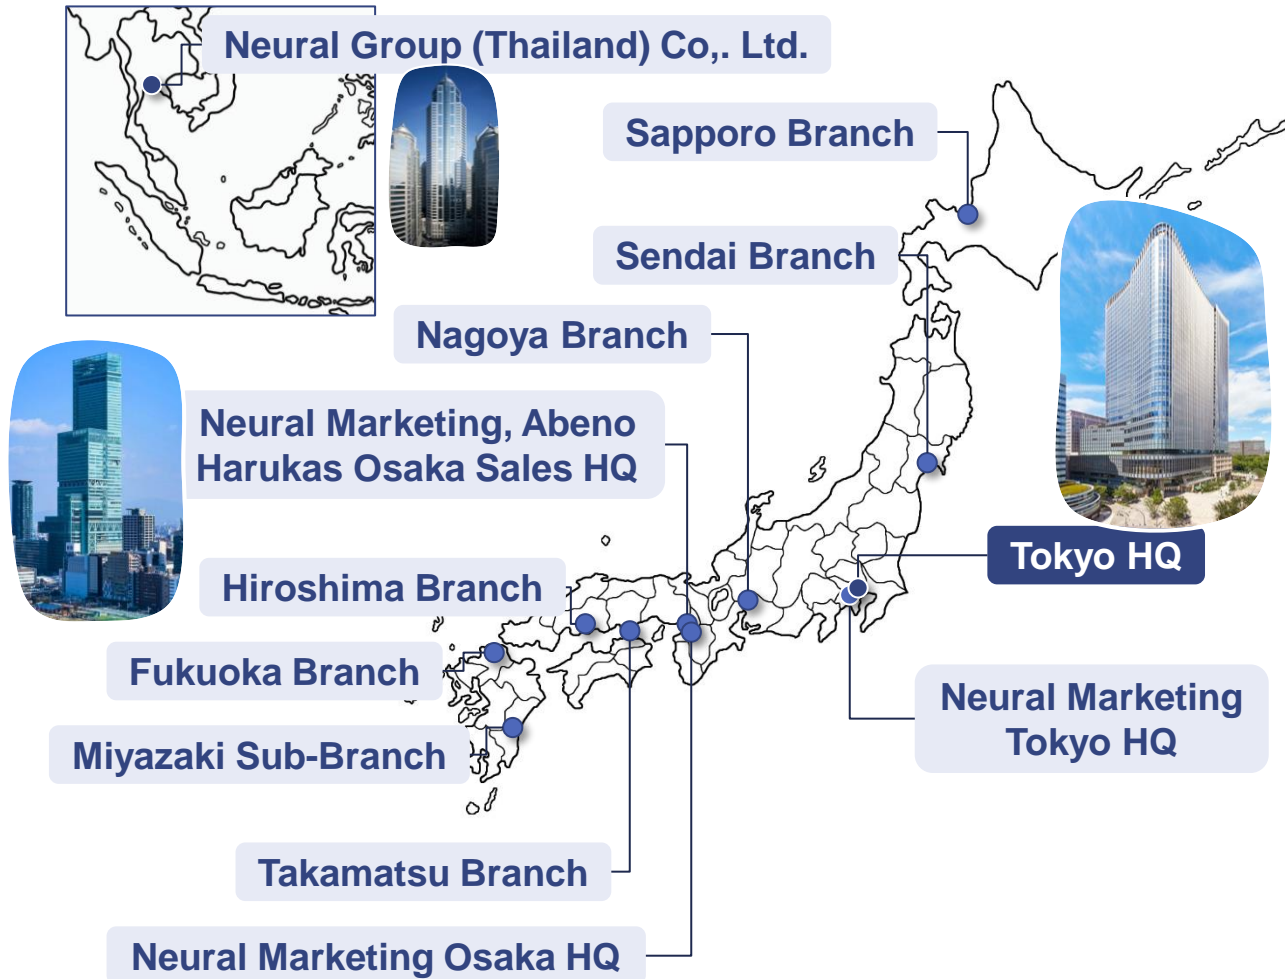 Neural Group (Thailand) Co,. Ltd.
Sapporo Branch
Sendai Branch
Nagoya Branch
Neural Marketing, Abeno
Harukas Osaka Sales HQ
Tokyo HQ
Hiroshima Branch
Fukuoka Branch
Neural Marketing
Tokyo HQ
Miyazaki Sub-Branch
Takamatsu Branch
Neural Marketing Osaka HQ